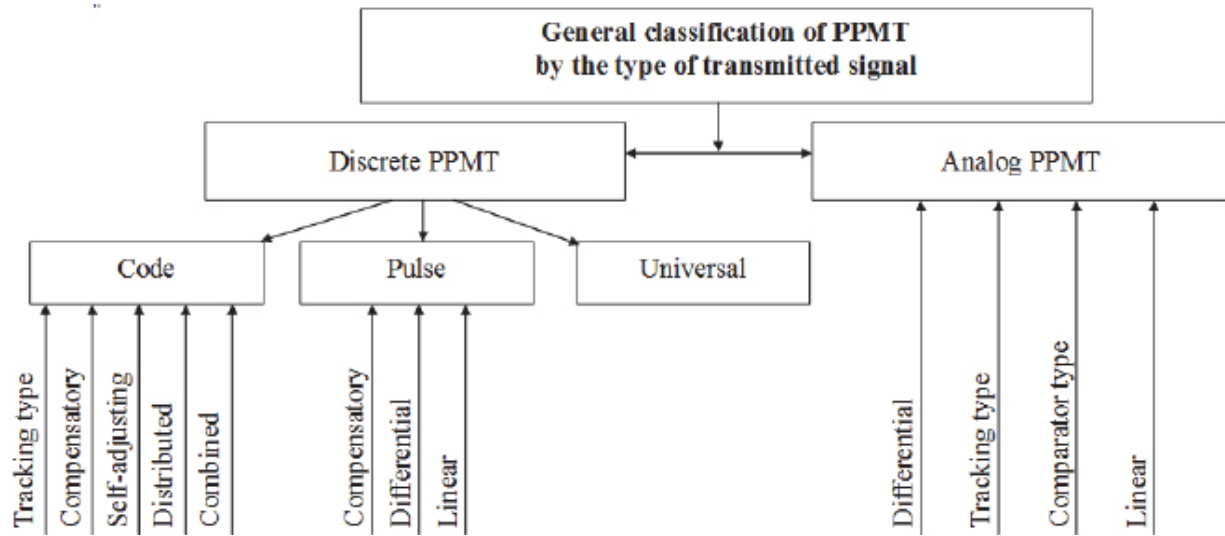 General classification of PPMT
by the type of transmitted signal
Discrete PPMT
Analog PPMT
Code
Pulse
Universal
Tracking type
Compensatory
Self-adjusting
Distributed
Combined
Compensatory
Differential
Linear
Differential
Tracking type
Comparator type
Linear